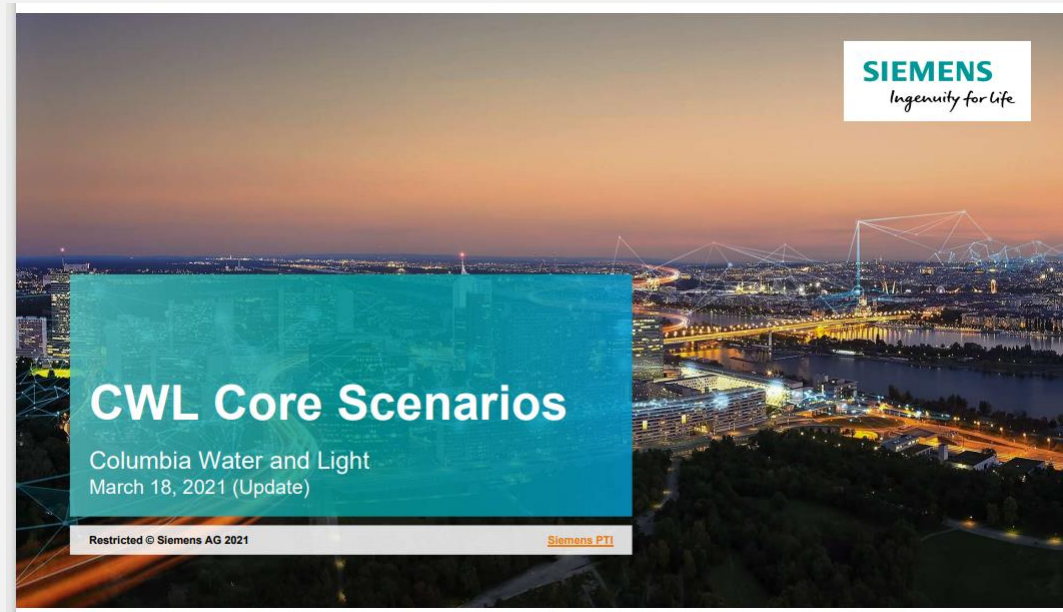 SIEMENS
Ingenuity for life
CWL Core Scenarios
Columbia Water and Light
March 18, 2021 (Update)
Restricted © Siemens AG 2021
Siemens PTI